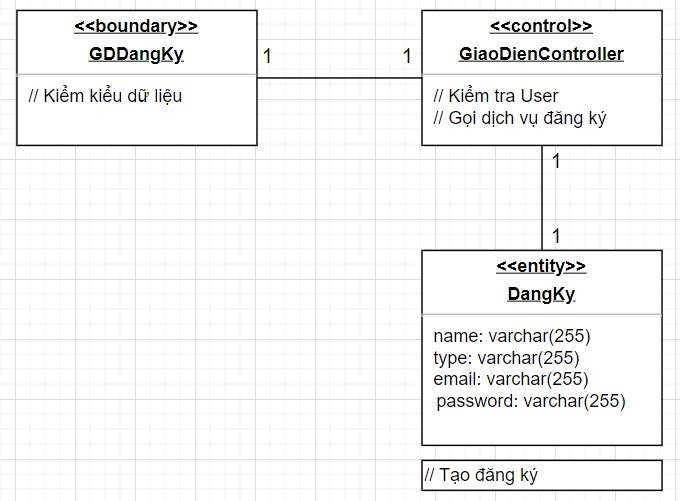 <<boundary>>
GDDangKy
// Kiểm kiểu dữ liệu
1
1
<<control>>
GiaoDienController
// Kiểm tra User
// Gọi dịch vụ đăng ký
1
1
<<entity>>
DangKy
name: varchar(255)
type: varchar(255)
email: varchar(255)
password: varchar(255)
// Tạo đăng ký